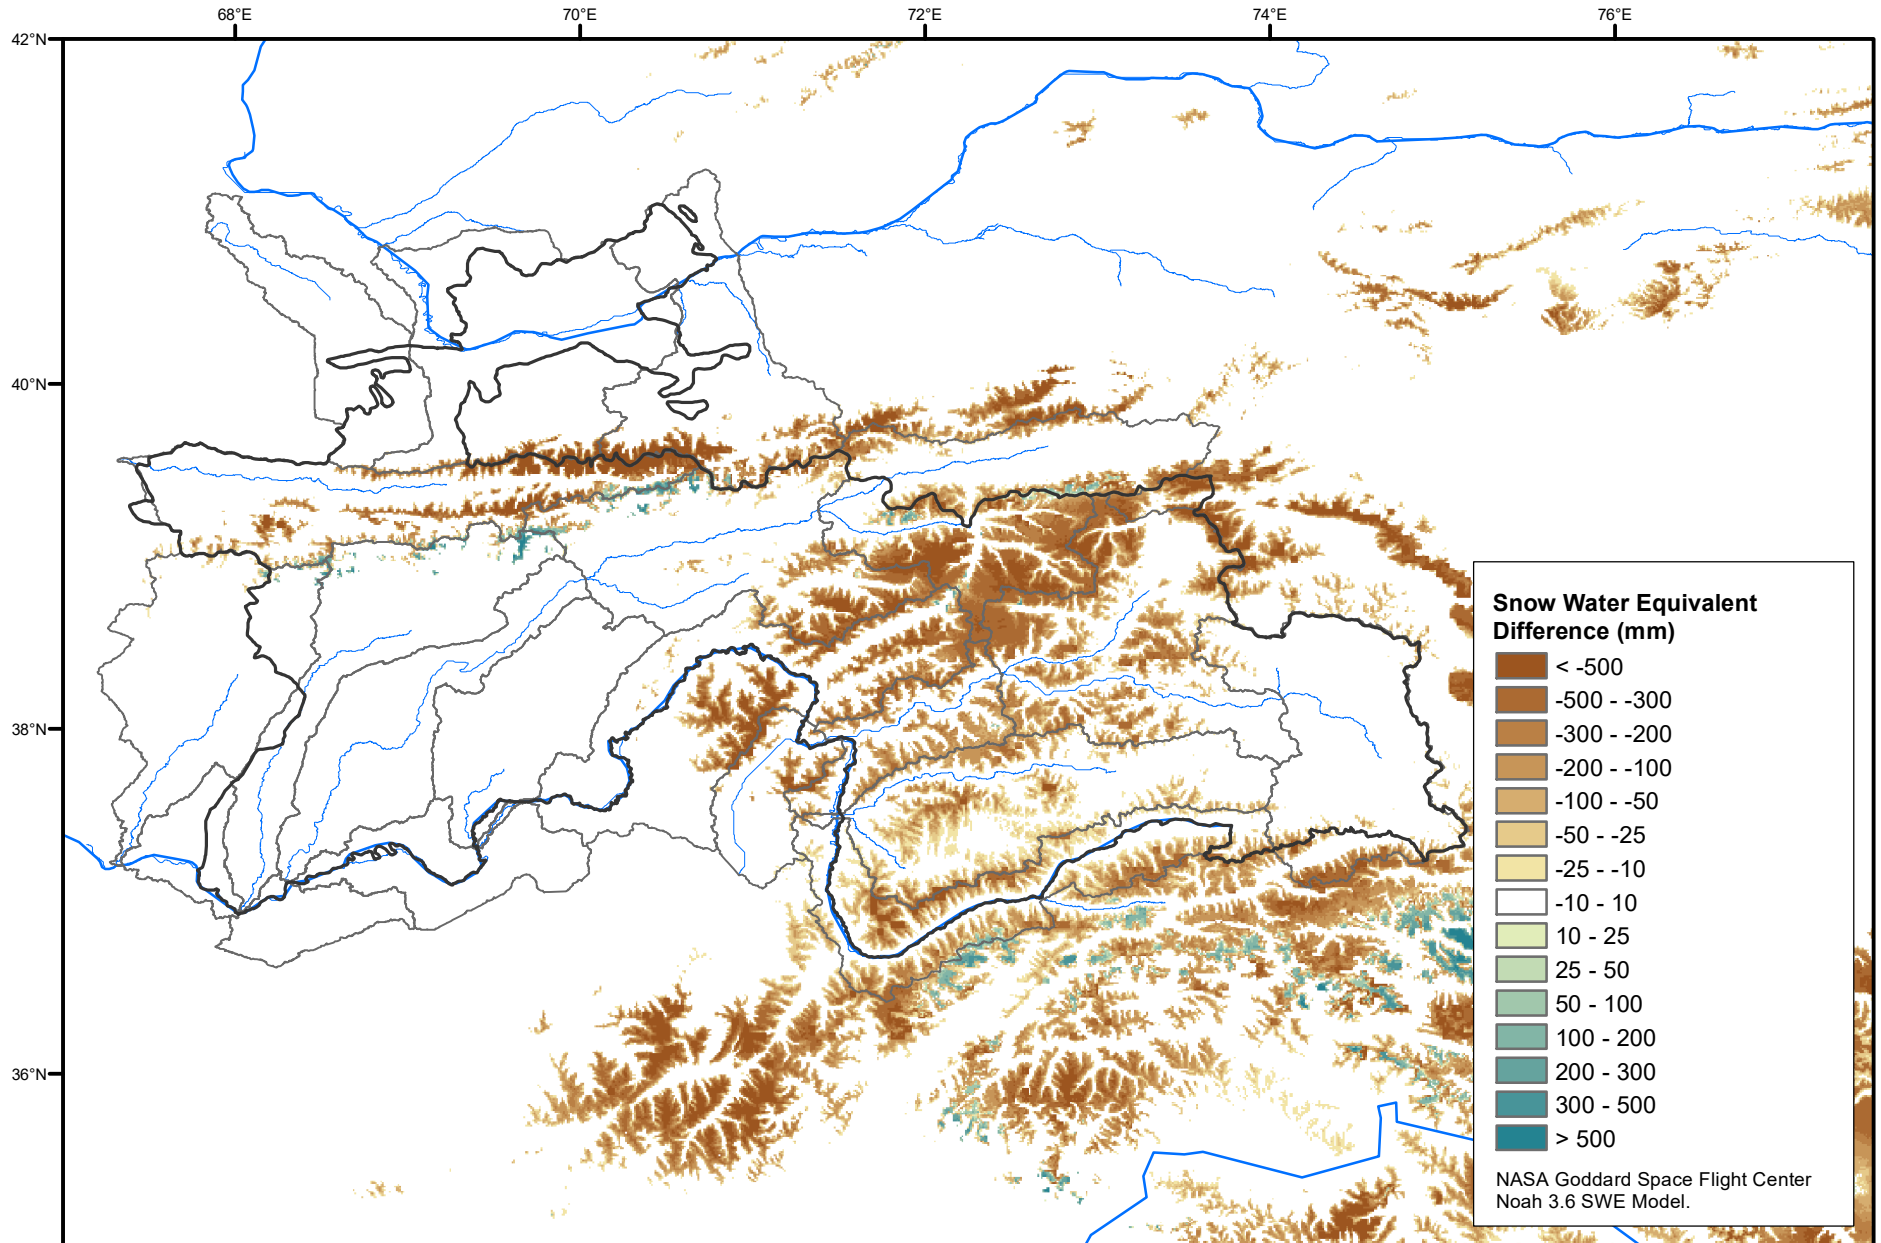 68°E
70°E
72°E
74°E
76°E
42°N
40°N
38°N
36°N
Snow Water Equivalent
Difference (mm)
< -500
-500 - -300
-300 - -200
-200 - -100
-100 - -50
-50 - -25
-25 - -10
-10 - 10
10 - 25
25 - 50
50 - 100
100 - 200
200 - 300
300 - 500
> 500
NASA Goddard Space Flight Center
Noah 3.6 SWE Model.